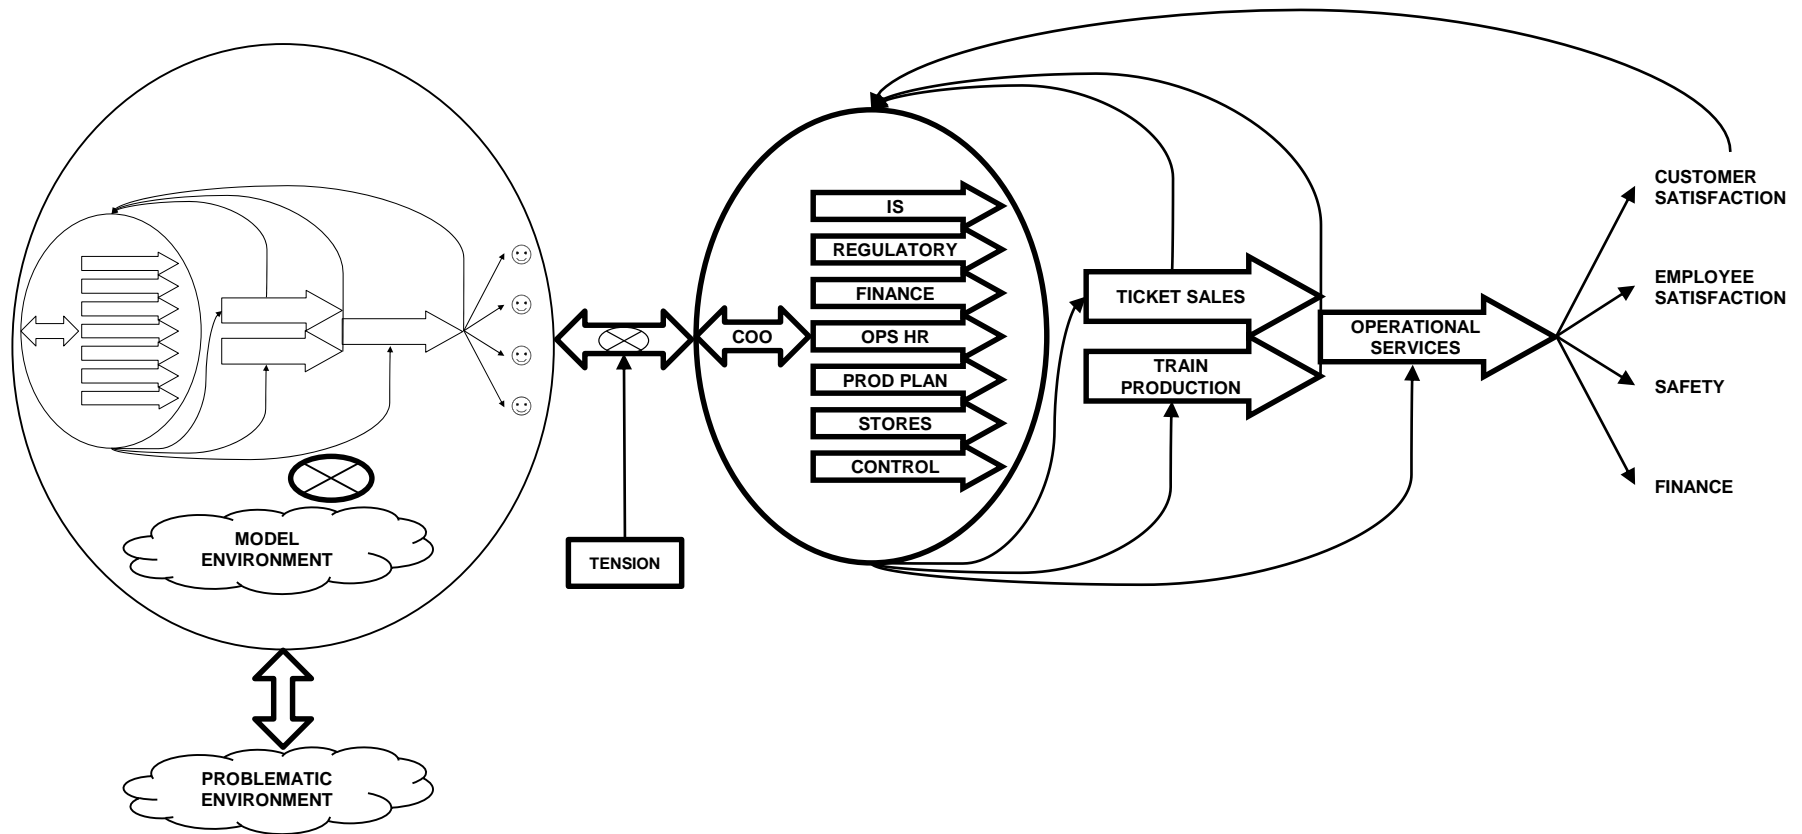 MODEL
ENVIRONMENT
PROBLEMATIC
ENVIRONMENT
TENSION
COO
IS
REGULATORY
FINANCE
OPS HR
PROD PLAN
STORES
CONTROL
TICKET SALES
TRAIN
PRODUCTION
OPERATIONAL
SERVICES
CUSTOMER
SATISFACTION
EMPLOYEE
SATISFACTION
SAFETY
FINANCE